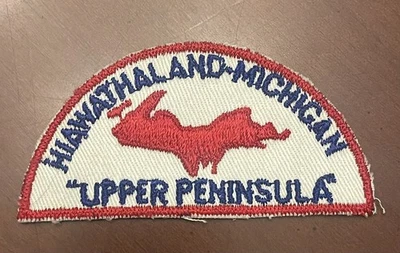 HIAWATHALAND-MICHIGAN
"UPPER PENINSULA"